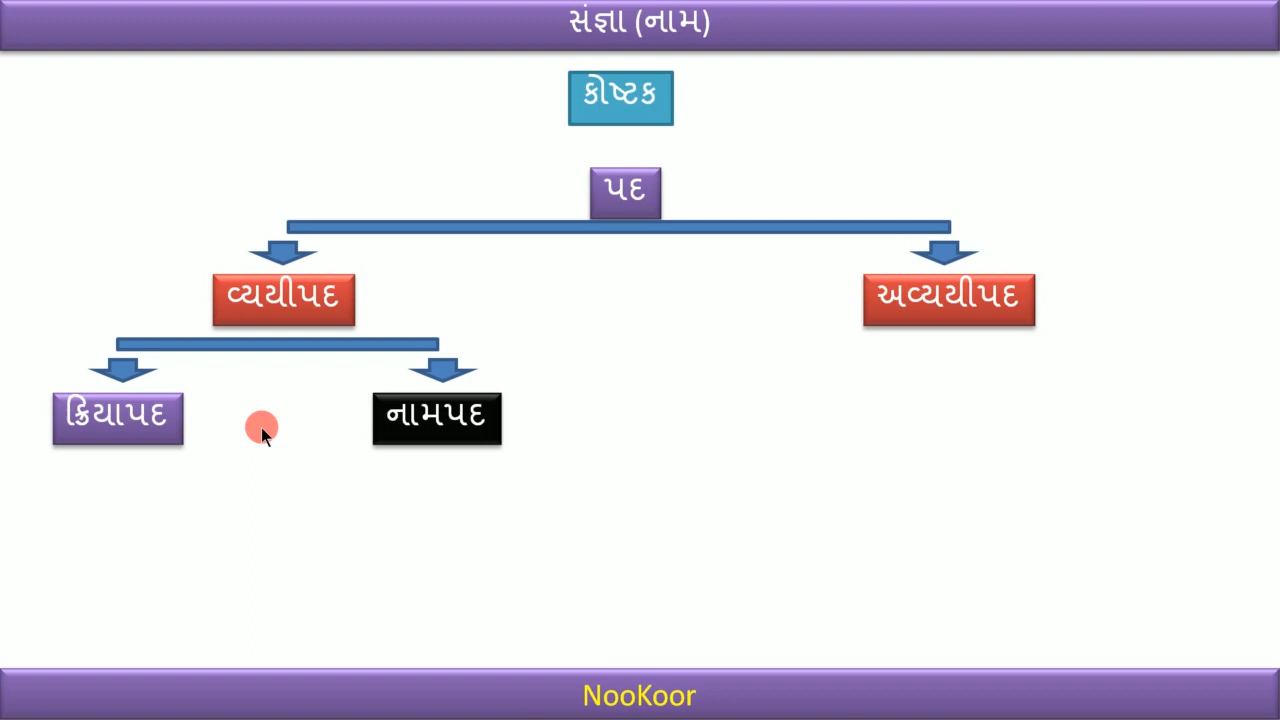 સંજ્ઞા (નામ)
કોષ્ટક
પદ
વ્યયીપદ
અવ્યયીપદ
ક્રિયાપદ
નામપદ
NooKoor